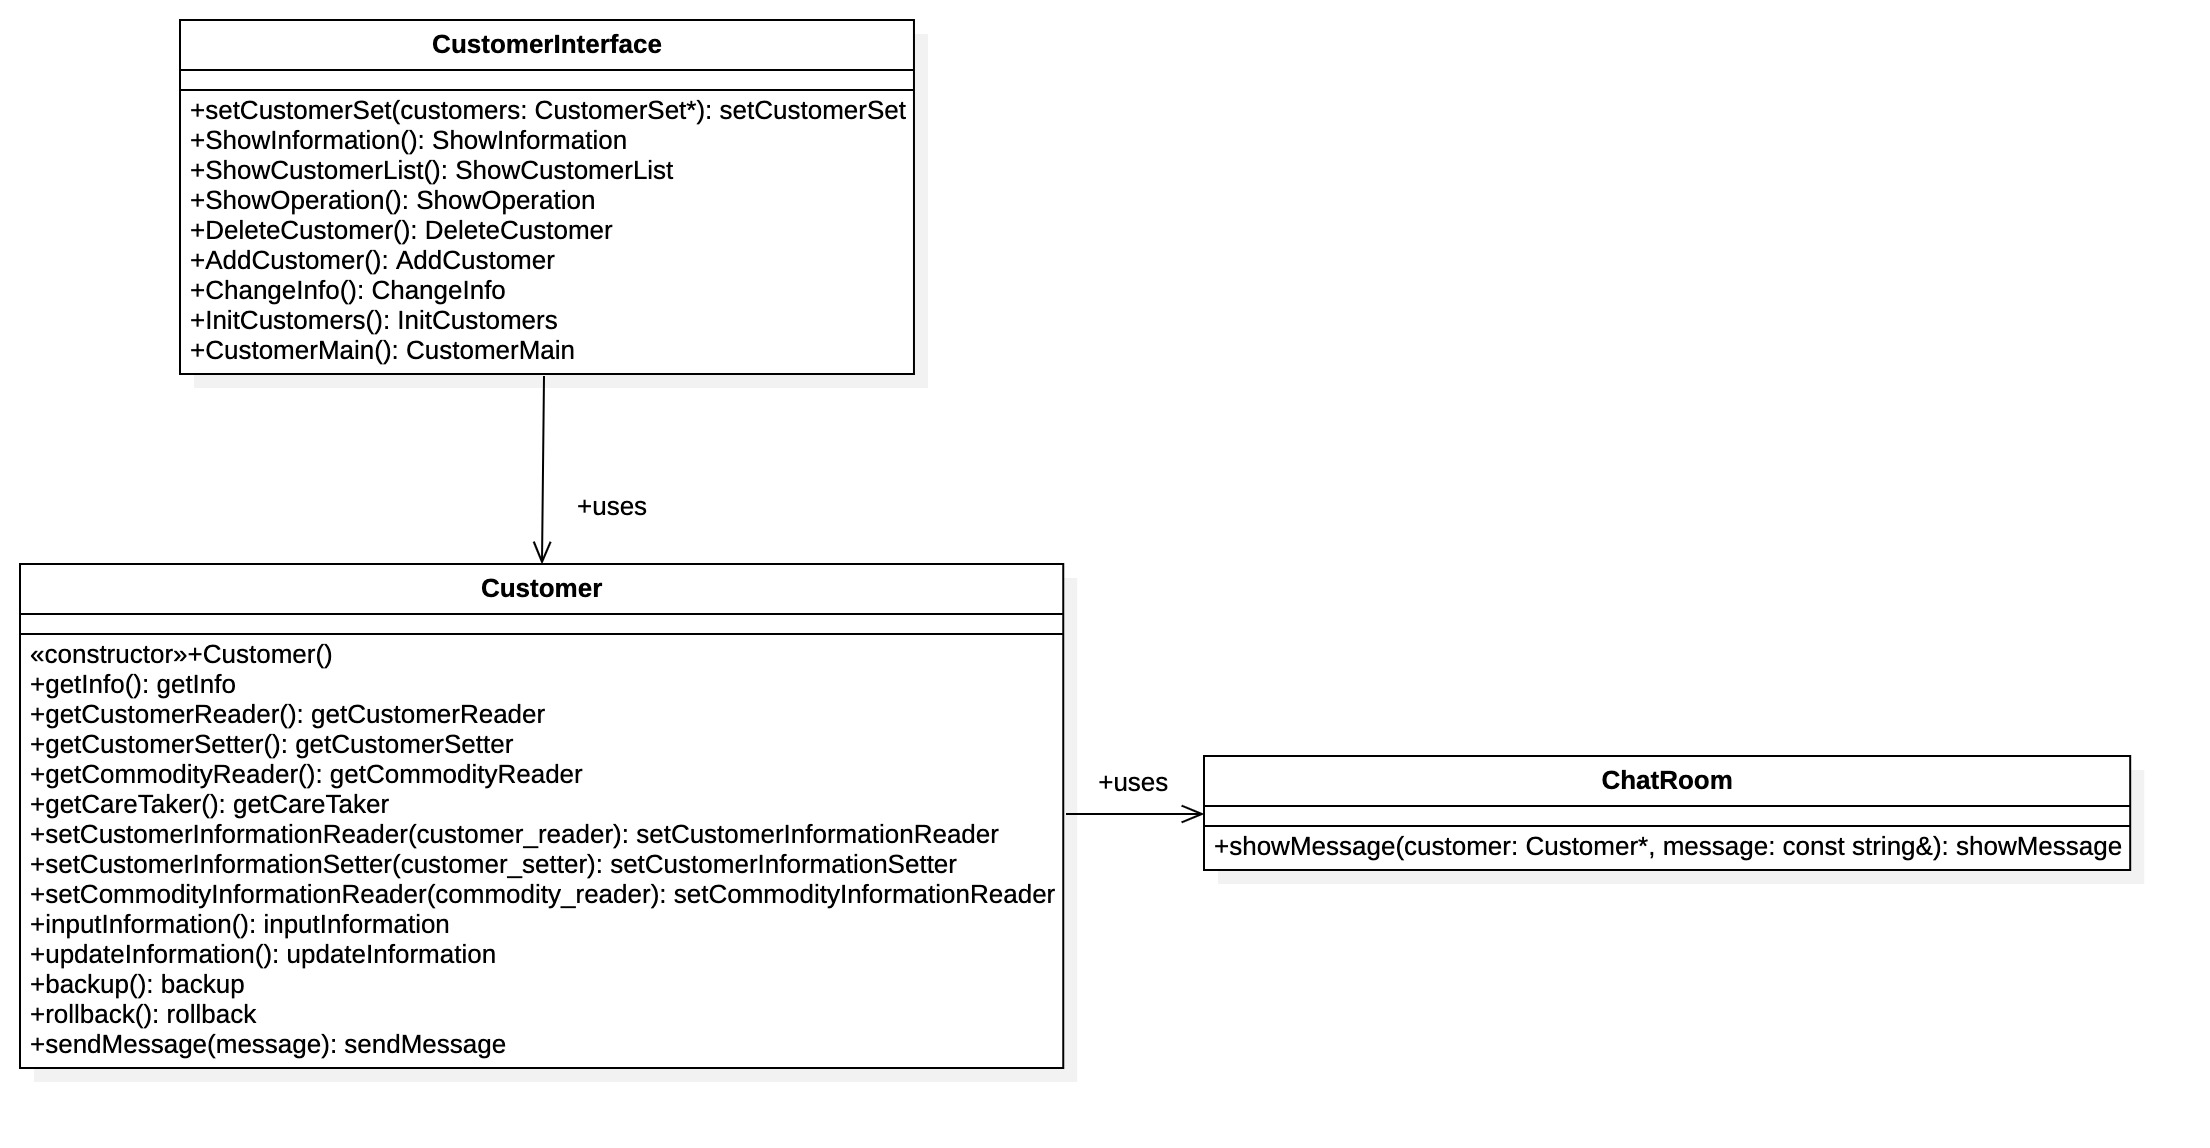 CustomerInterface
+setCustomerSet(customers: CustomerSet*): setCustomerSet
+ShowInformation(): ShowInformation
+ShowCustomerList(): ShowCustomerList
+ShowOperation(): ShowOperation
+DeleteCustomer(): DeleteCustomer
+AddCustomer(): AddCustomer
+ChangeInfo(): ChangeInfo
+InitCustomers(): InitCustomers
+CustomerMain(): CustomerMain
+uses
Customer
«constructor»+Customer()
+getInfo(): getInfo
+getCustomerReader(): getCustomerReader
+getCustomerSetter(): getCustomerSetter
+getCommodityReader(): getCommodityReader
+getCareTaker(): getCareTaker
+setCustomerInformationReader(customer_reader): setCustomerInformationReader
+setCustomerInformationSetter(customer_setter): setCustomerInformationSetter
+setCommodityInformationReader(commodity_reader): setCommodityInformationReader
+inputInformation(): inputInformation
+updateInformation(): updateInformation
+backup(): backup
+rollback(): rollback
+sendMessage(message): sendMessage
+uses
ChatRoom
+showMessage(customer: Customer*, message: const string&): showMessage